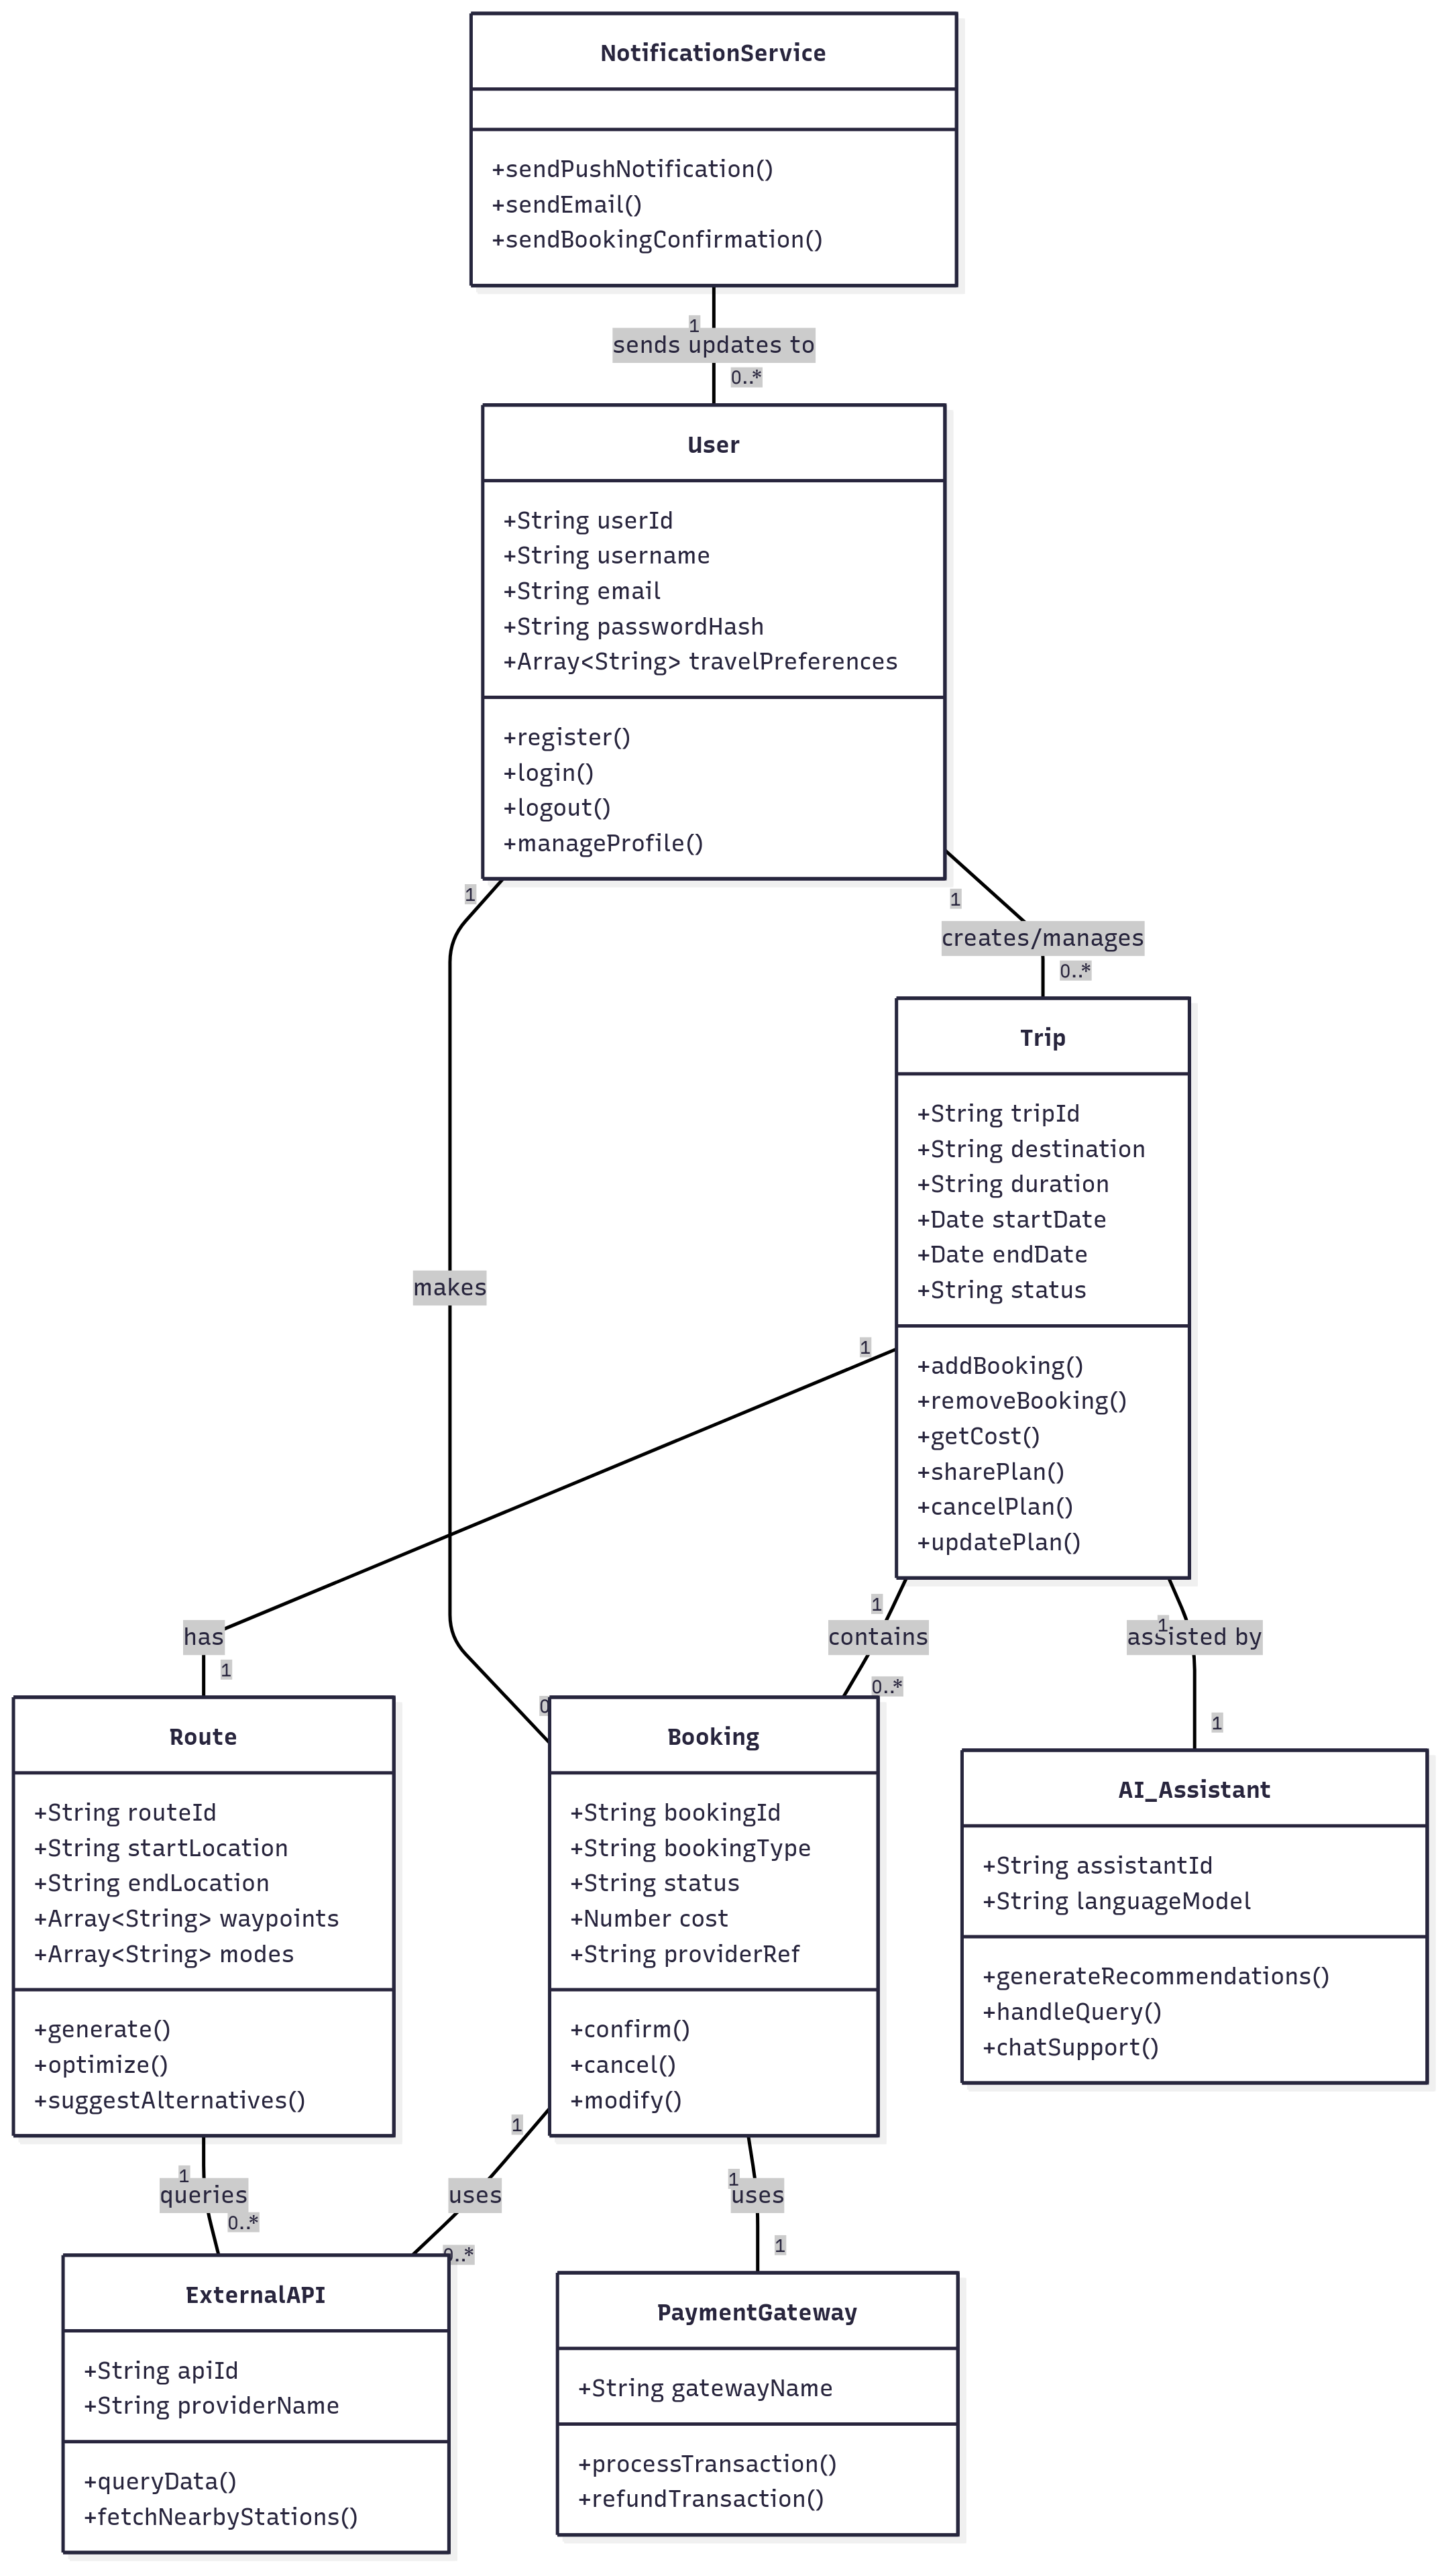 NotificationService
+sendPushNotification()
+sendEmail()
+sendBookingConfirmation()
1
sends updates to
0..*
User
+String userId
+String username
+String email
+String passwordHash
+Array<String> travelPreferences
+register()
+login()
+logout()
+manageProfile()
1
1
creates/manages
0..*
Trip
+String tripId
+String destination
+String duration
+Date startDate
+Date endDate
+String status
makes
+addBooking()
+removeBooking()
+getCost()
+sharePlan()
+cancelPlan()
+updatePlan()
1
has
1
1
contains
0..*
1
assisted by
1
0
Route
+String routeId
+String startLocation
+String endLocation
+Array<String> waypoints
+Array<String> modes
+generate()
+optimize()
+suggestAlternatives()
Booking
+String bookingId
+String bookingType
+String status
+Number cost
+String providerRef
+confirm()
+cancel()
+modify()
AI_Assistant
+String assistantId
+String languageModel
+generateRecommendations()
+handleQuery()
+chatSupport()
1
queries
0..*
1
uses
0..*
1
uses
1
ExternalAPI
+String apiId
+String providerName
+queryData()
+fetchNearbyStations()
PaymentGateway
+String gatewayName
+processTransaction()
+refundTransaction()